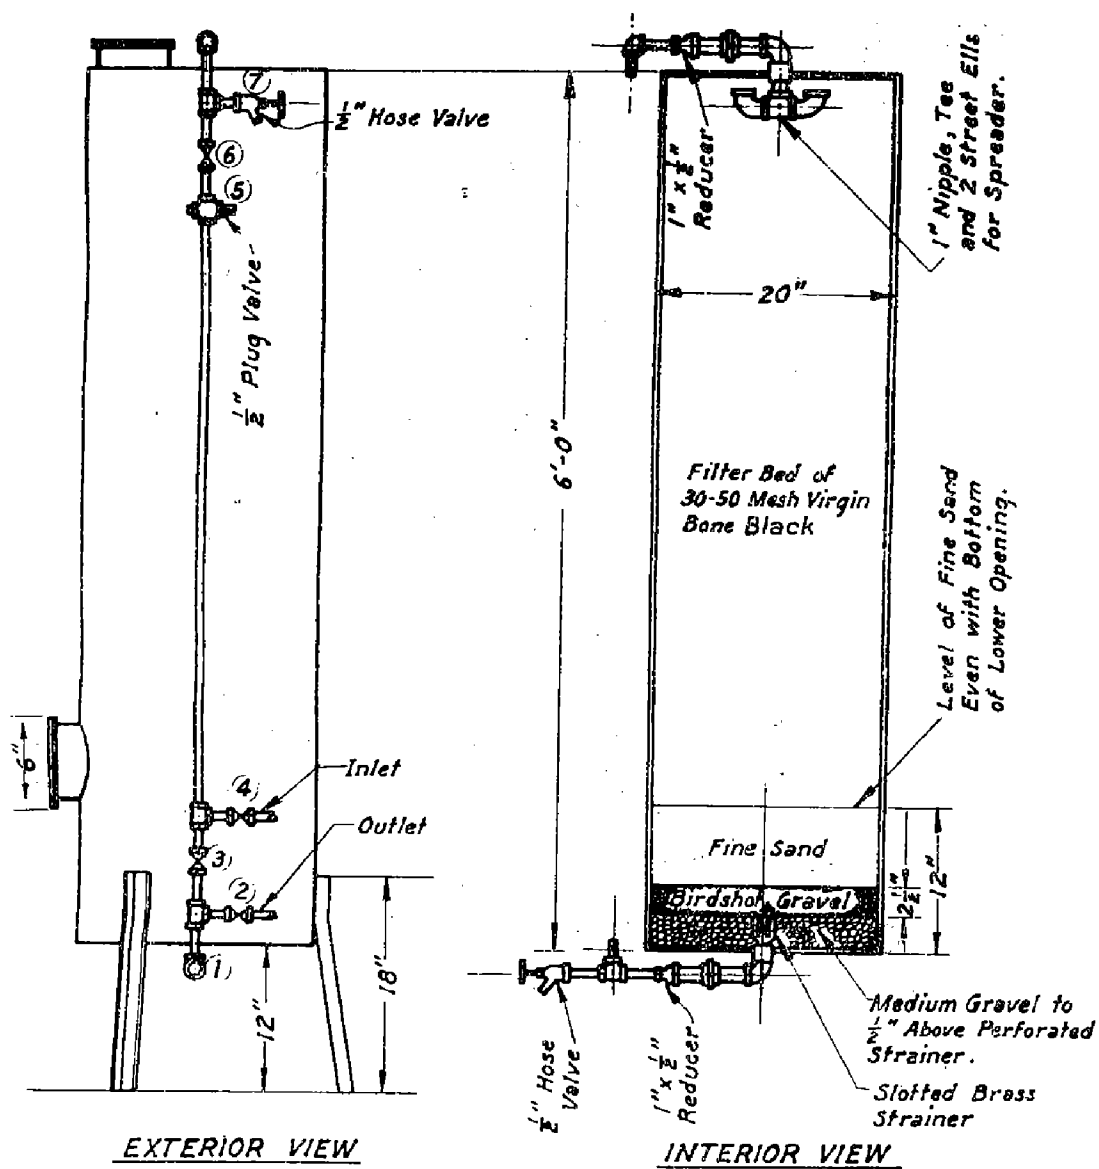 7
1/2" Hose Valve
6
5
1/2" Plug Valve
6"
4
Inlet
Outlet
3
2
1
12"
18"
EXTERIOR VIEW
1" x 1/2"
Reducer
1" Nipple, Tee
and 2 Street Ells
for Spreader.
20"
6'-0"
Filter Bed of
30-50 Mesh Virgin
Bone Black
Level of Fine Sand
Even with Bottom
of Lower Opening.
Fine Sand
Birdshot Gravel
2 1/2"
12"
Medium Gravel to
1/2" Above Perforated
Strainer.
Slotted Brass
Strainer
1/2" Hose
Valve
1" x 1/2"
Reducer
INTERIOR VIEW